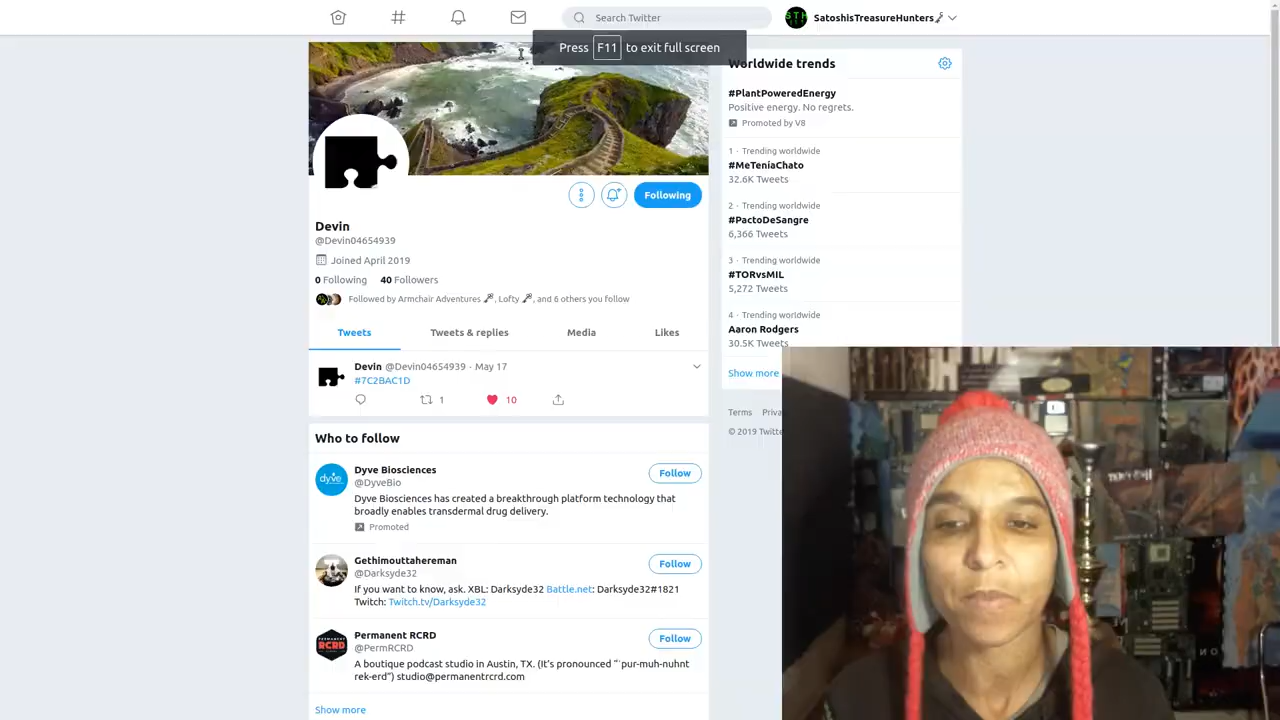 Search Twitter
STH
SatoshisTreasureHunters
Press F11 to exit full screen
Following
Devin
@Devin04654939
Joined April 2019
0 Following 40 Followers
Followed by Armchair Adventures, Lofty, and 6 others you follow
Tweets Tweets & replies Media Likes
Devin @Devin04654939 · May 17
#7C2BAC1D
1 10
Who to follow
dyve
Dyve Biosciences
@DyveBio
Follow
Dyve Biosciences has created a breakthrough platform technology that
broadly enables transdermal drug delivery.
Promoted
Gethimouttahereman
@Darksyde32
Follow
If you want to know, ask. XBL: Darksyde32 Battle.net: Darksyde32#1821
Twitch: Twitch.tv/Darksyde32
PERMANENT
RCRD
Permanent RCRD
@PermRCRD
Follow
A boutique podcast studio in Austin, TX. (It's pronounced "ˈpur-muh-nuhnt
rek-erd") studio@permanentrcrd.com
Show more
Worldwide trends
#PlantPoweredEnergy
Positive energy. No regrets.
Promoted by V8
1 · Trending worldwide
#MeTeniaChato
32.6K Tweets
2 · Trending worldwide
#PactoDeSangre
6,366 Tweets
3 · Trending worldwide
#TORvsMIL
5,272 Tweets
4 · Trending worldwide
Aaron Rodgers
30.5K Tweets
Show more
Terms Priva
© 2019 Twitte